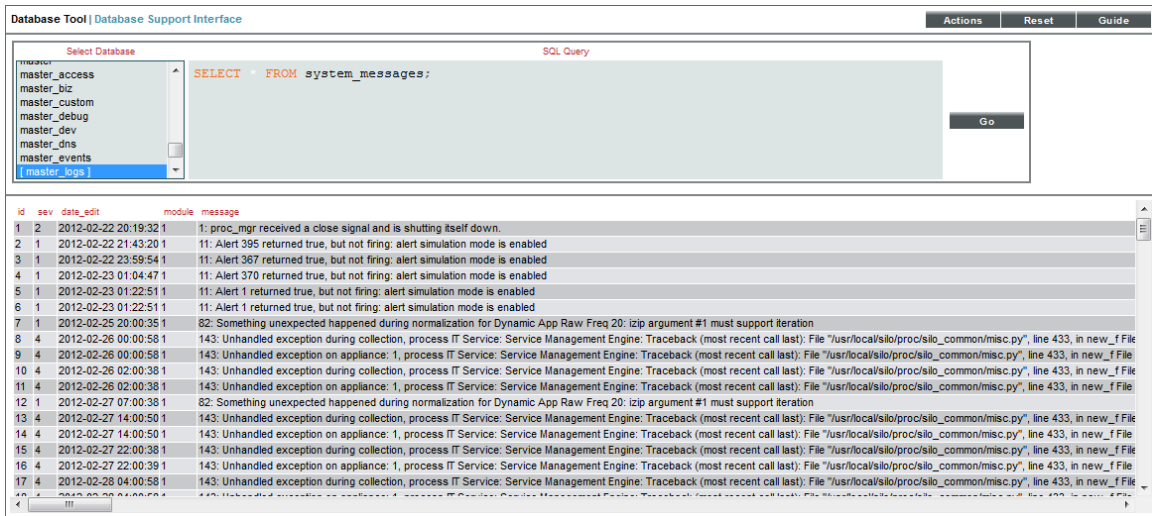 Database Tool | Database Support Interface
Actions Reset Guide
Select Database
SQL Query
master
master_access
master_biz
master_custom
master_debug
master_dev
master_dns
master_events
[ master_logs ]
SELECT * FROM system_messages;
Go
id sev date_edit module message
1 2 2012-02-22 20:19:32 1 1: proc_mgr received a close signal and is shutting itself down.
2 1 2012-02-22 21:43:20 1 11: Alert 395 returned true, but not firing: alert simulation mode is enabled
3 1 2012-02-22 23:59:54 1 11: Alert 367 returned true, but not firing: alert simulation mode is enabled
4 1 2012-02-23 01:04:47 1 11: Alert 370 returned true, but not firing: alert simulation mode is enabled
5 1 2012-02-23 01:22:51 1 11: Alert 1 returned true, but not firing: alert simulation mode is enabled
6 1 2012-02-23 01:22:51 1 11: Alert 1 returned true, but not firing: alert simulation mode is enabled
7 1 2012-02-25 20:00:35 1 82: Something unexpected happened during normalization for Dynamic App Raw Freq 20: izip argument #1 must support iteration
8 4 2012-02-26 00:00:58 1 143: Unhandled exception during collection, process IT Service: Service Management Engine: Traceback (most recent call last): File "/usr/local/silo/proc/silo_common/misc.py", line 433, in new_f File
9 4 2012-02-26 00:00:58 1 143: Unhandled exception on appliance: 1, process IT Service: Service Management Engine: Traceback (most recent call last): File "/usr/local/silo/proc/silo_common/misc.py", line 433, in new_f File
10 4 2012-02-26 02:00:38 1 143: Unhandled exception during collection, process IT Service: Service Management Engine: Traceback (most recent call last): File "/usr/local/silo/proc/silo_common/misc.py", line 433, in new_f File
11 4 2012-02-26 02:00:38 1 143: Unhandled exception on appliance: 1, process IT Service: Service Management Engine: Traceback (most recent call last): File "/usr/local/silo/proc/silo_common/misc.py", line 433, in new_f File
12 1 2012-02-27 07:00:38 1 82: Something unexpected happened during normalization for Dynamic App Raw Freq 20: izip argument #1 must support iteration
13 4 2012-02-27 14:00:50 1 143: Unhandled exception during collection, process IT Service: Service Management Engine: Traceback (most recent call last): File "/usr/local/silo/proc/silo_common/misc.py", line 433, in new_f File
14 4 2012-02-27 14:00:50 1 143: Unhandled exception on appliance: 1, process IT Service: Service Management Engine: Traceback (most recent call last): File "/usr/local/silo/proc/silo_common/misc.py", line 433, in new_f File
15 4 2012-02-27 22:00:38 1 143: Unhandled exception during collection, process IT Service: Service Management Engine: Traceback (most recent call last): File "/usr/local/silo/proc/silo_common/misc.py", line 433, in new_f File
16 4 2012-02-27 22:00:39 1 143: Unhandled exception on appliance: 1, process IT Service: Service Management Engine: Traceback (most recent call last): File "/usr/local/silo/proc/silo_common/misc.py", line 433, in new_f File
17 4 2012-02-28 04:00:58 1 143: Unhandled exception during collection, process IT Service: Service Management Engine: Traceback (most recent call last): File "/usr/local/silo/proc/silo_common/misc.py", line 433, in new_f File